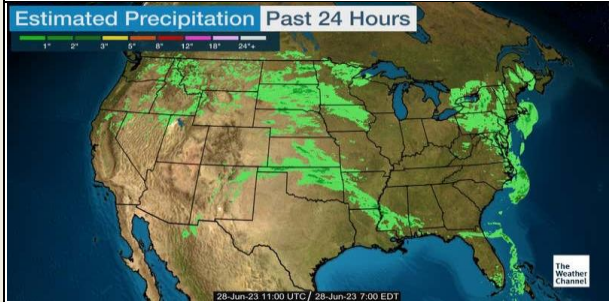 Estimated Precipitation Past 24 Hours
1" 2" 3" 5" 8" 12" 18" 24"+
The
Weather
Channel
28-Jun-23 11:00 UTC / 28-Jun-23 7:00 EDT